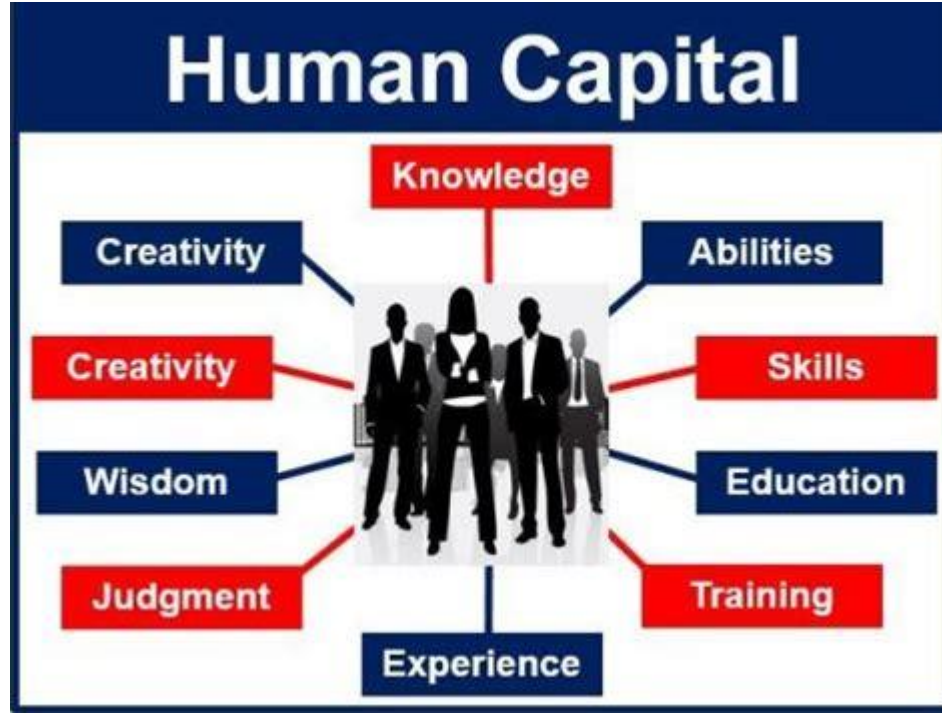 Human Capital
Knowledge
Creativity
Abilities
Creativity
Skills
Wisdom
Education
Judgment
Training
Experience